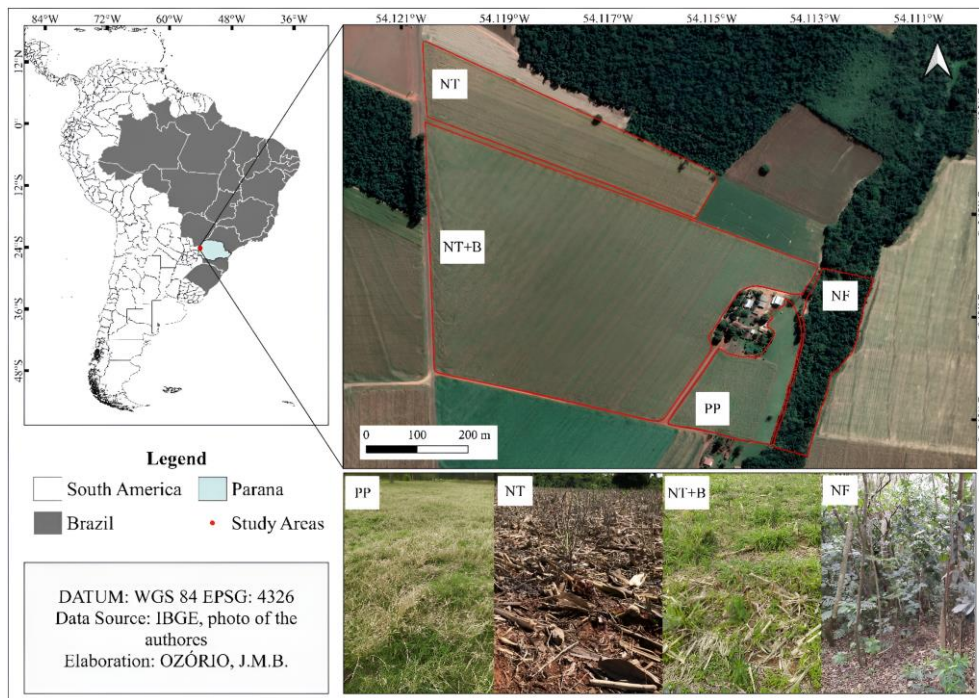 84°W 72°W 60°W 48°W 36°W
12°N
0°
12°S
24°S
36°S
48°S
54.121°W 54.119°W 54.117°W 54.115°W 54.113°W 54.111°W
NT
NT+B
NF
PP
0 100 200 m
Legend
South America
Parana
Brazil
Study Areas
DATUM: WGS 84 EPSG: 4326
Data Source: IBGE, photo of the
authores
Elaboration: OZÓRIO, J.M.B.
PP
NT
NT+B
NF